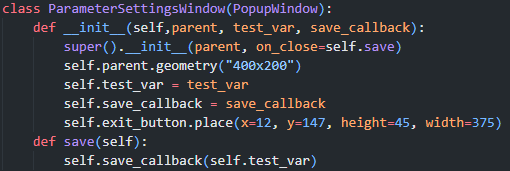 class ParameterSettingsWindow(PopupWindow):
    def __init__(self,parent, test_var, save_callback):
        super().__init__(parent, on_close=self.save)
        self.parent.geometry("400x200")
        self.test_var = test_var
        self.save_callback = save_callback
        self.exit_button.place(x=12, y=147, height=45, width=375)
    def save(self):
        self.save_callback(self.test_var)